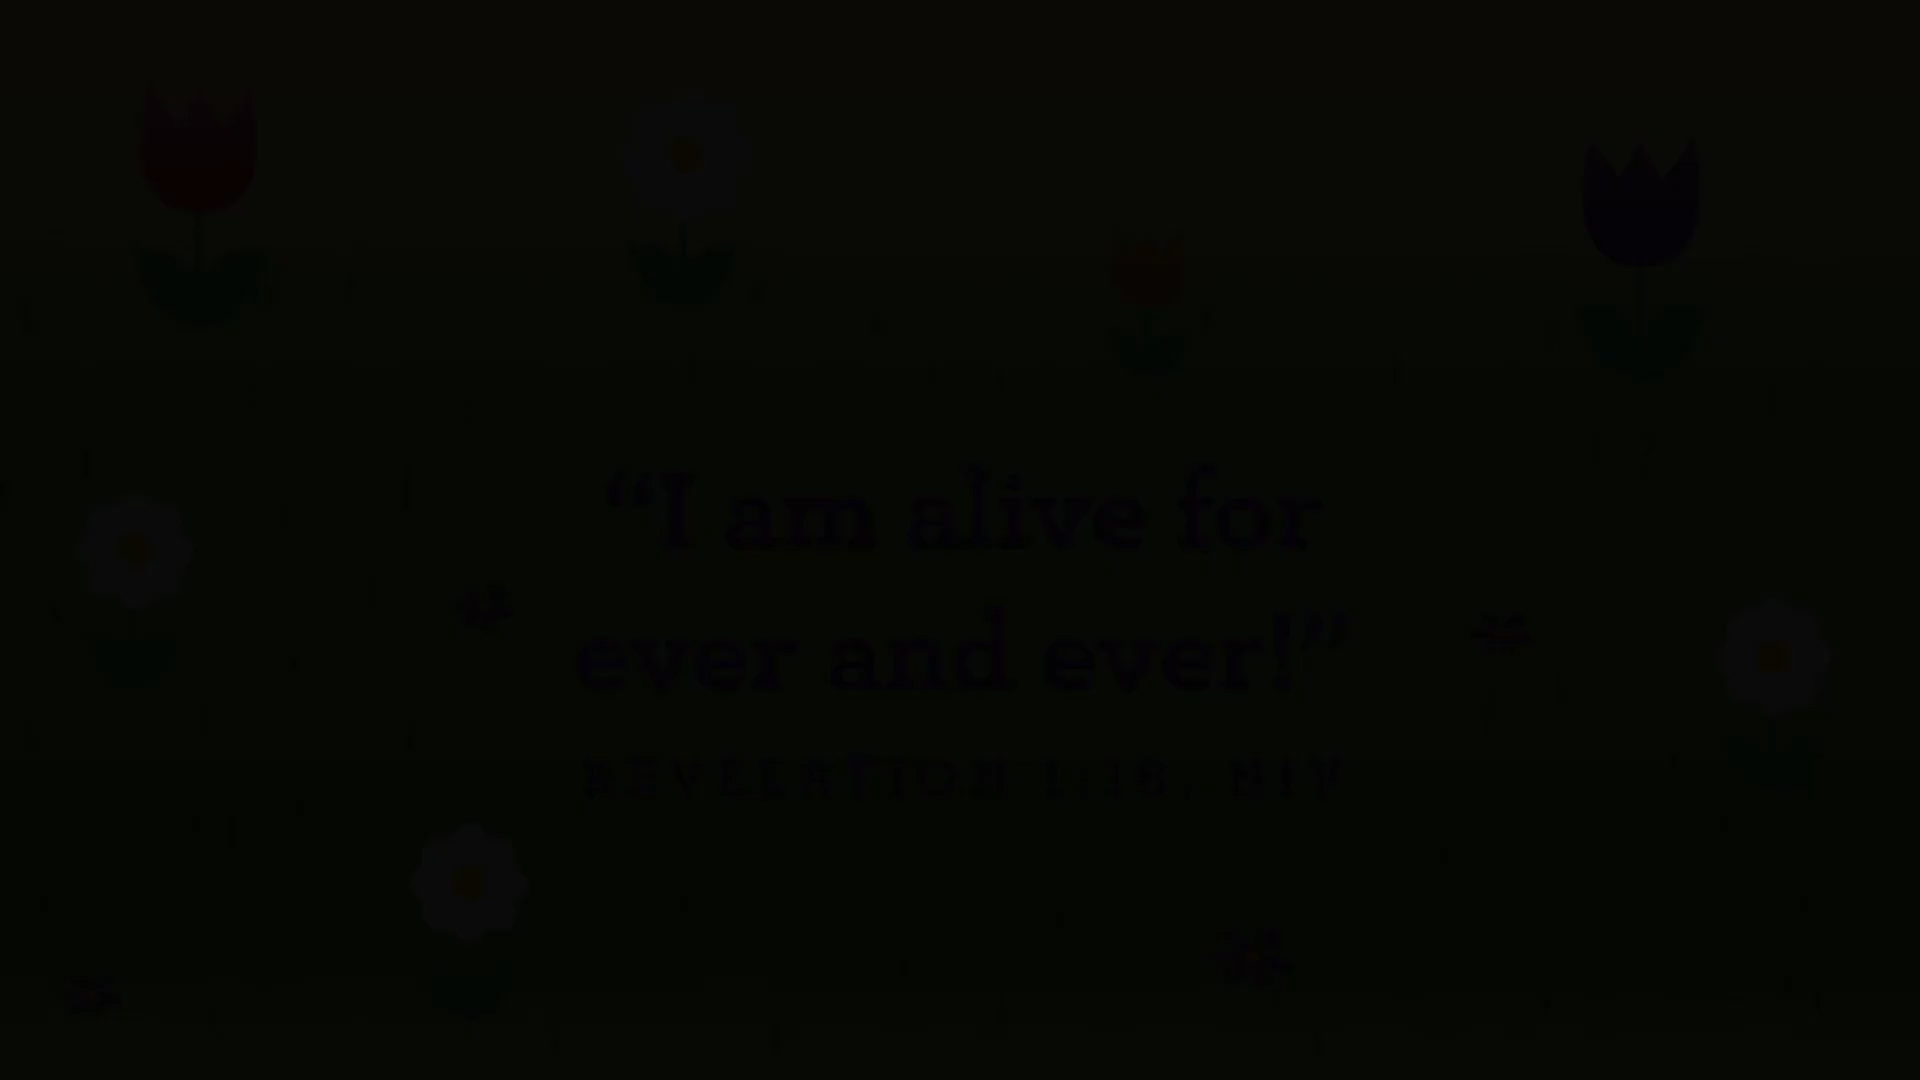 “I am alive for
ever and ever!”
REVELATION 1:18, NIV